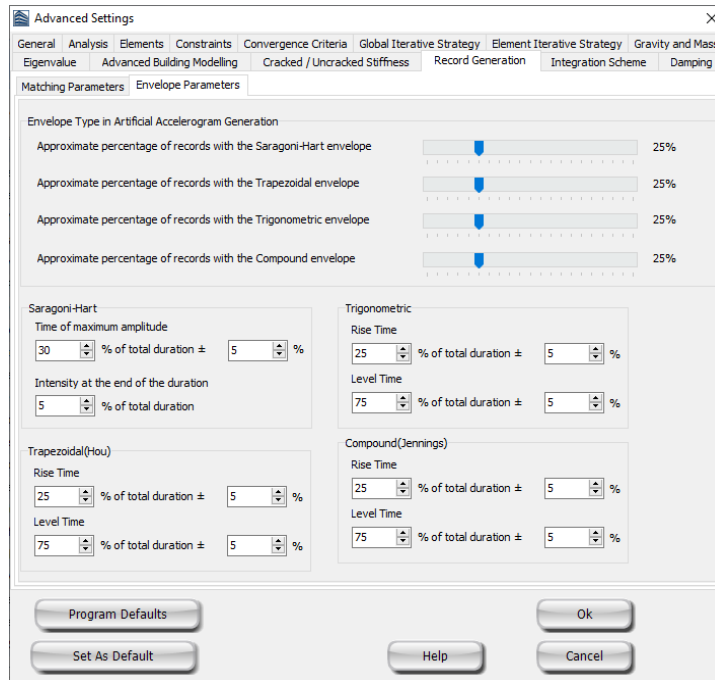 Advanced Settings
General Analysis Elements Constraints Convergence Criteria Global Iterative Strategy Element Iterative Strategy Gravity and Mass
Eigenvalue Advanced Building Modelling Cracked / Uncracked Stiffness Record Generation Integration Scheme Damping
Matching Parameters Envelope Parameters
Envelope Type in Artificial Accelerogram Generation
Approximate percentage of records with the Saragoni-Hart envelope 25%
Approximate percentage of records with the Trapezoidal envelope 25%
Approximate percentage of records with the Trigonometric envelope 25%
Approximate percentage of records with the Compound envelope 25%
Saragoni-Hart
Time of maximum amplitude
30 % of total duration ± 5 %
Intensity at the end of the duration
5 % of total duration
Trigonometric
Rise Time
25 % of total duration ± 5 %
Level Time
75 % of total duration ± 5 %
Trapezoidal(Hou)
Rise Time
25 % of total duration ± 5 %
Level Time
75 % of total duration ± 5 %
Compound(Jennings)
Rise Time
25 % of total duration ± 5 %
Level Time
75 % of total duration ± 5 %
Program Defaults Ok
Set As Default Help Cancel